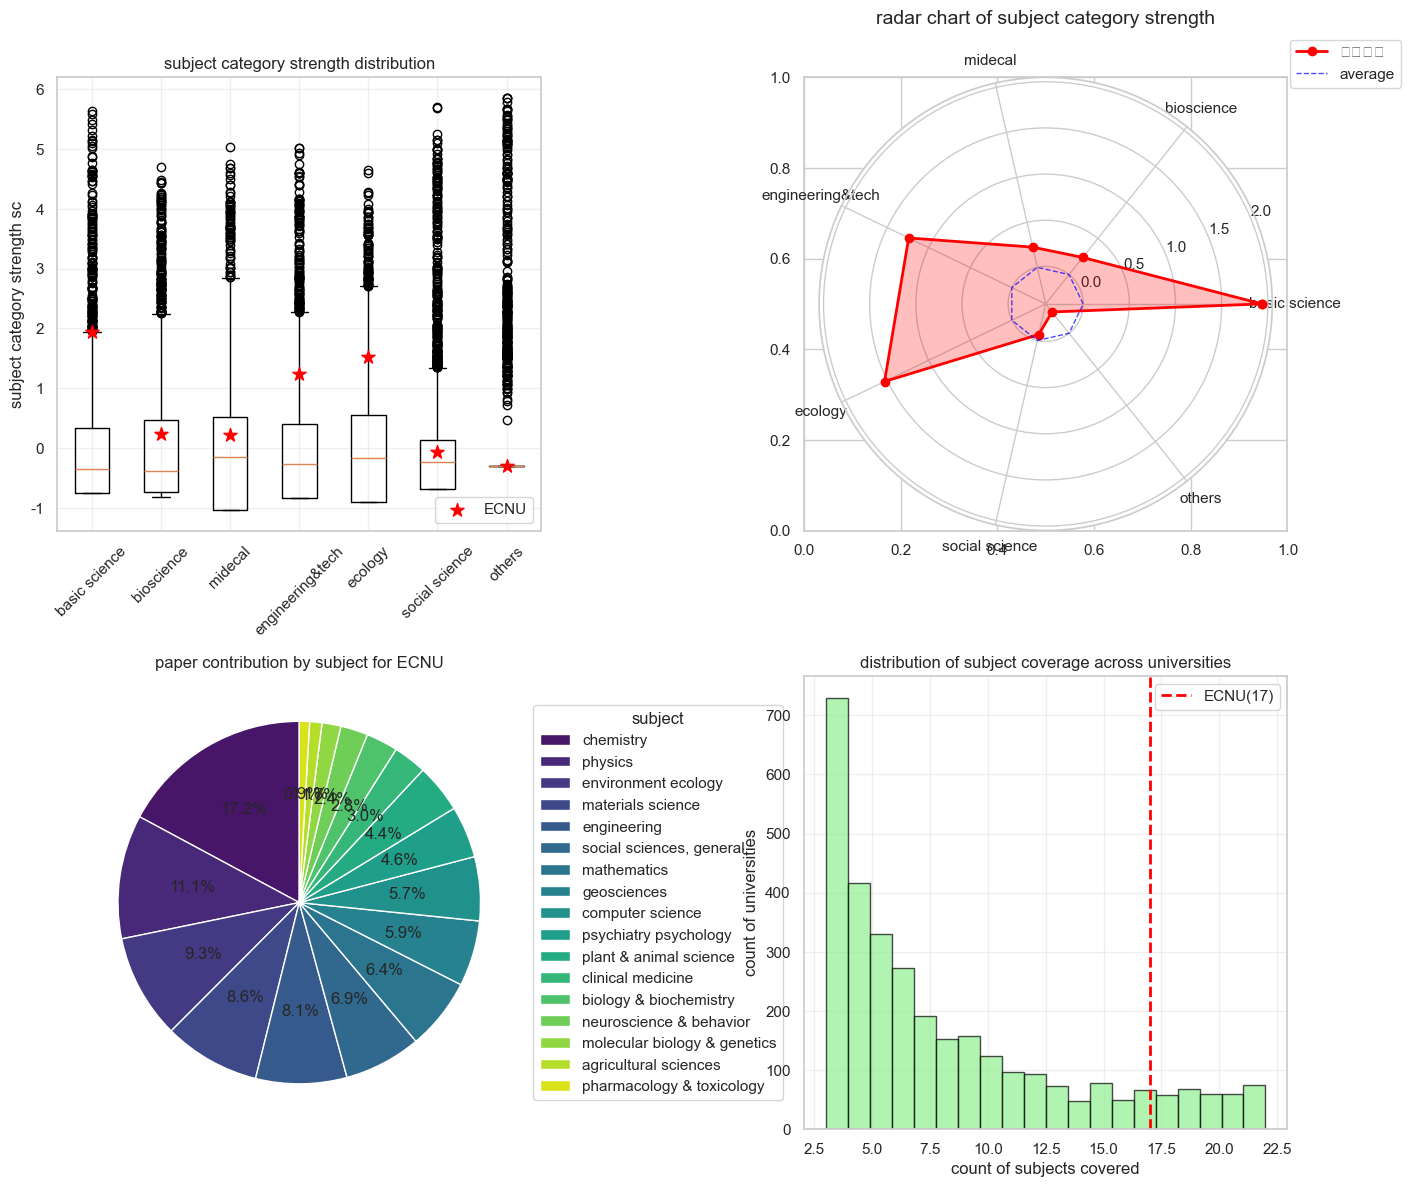 subject category strength distribution
subject category strength sc
6
5
4
3
2
1
0
-1
basic science
bioscience
midecal
engineering&tech
ecology
social science
others
ECNU
radar chart of subject category strength
average
1.0
0.8
0.6
0.4
0.2
0.0
0.0
0.2
0.4
0.6
0.8
1.0
midecal
bioscience
engineering&tech
basic science
ecology
social science
others
0.0
0.5
1.0
1.5
2.0
paper contribution by subject for ECNU
17.2%
11.1%
9.3%
8.6%
8.1%
6.9%
6.4%
5.9%
5.7%
4.6%
4.4%
3.0%
2.8%
2.4%
0.9%
subject
chemistry
physics
environment ecology
materials science
engineering
social sciences, general
mathematics
geosciences
computer science
psychiatry psychology
plant & animal science
clinical medicine
biology & biochemistry
neuroscience & behavior
molecular biology & genetics
agricultural sciences
pharmacology & toxicology
distribution of subject coverage across universities
ECNU(17)
count of universities
700
600
500
400
300
200
100
0
2.5
5.0
7.5
10.0
12.5
15.0
17.5
20.0
22.5
count of subjects covered